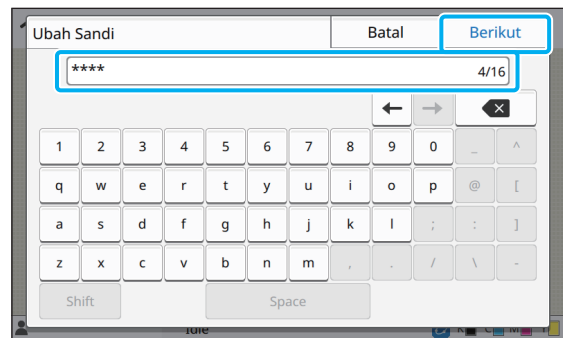 Ubah Sandi Batal Berikut
**** 4/16
← →
1 2 3 4 5 6 7 8 9 0 _ ^
q w e r t y u i o p @ [
a s d f g h j k l ; : ]
z x c v b n m , . / \ -
Shift Space
Idle K C M Y